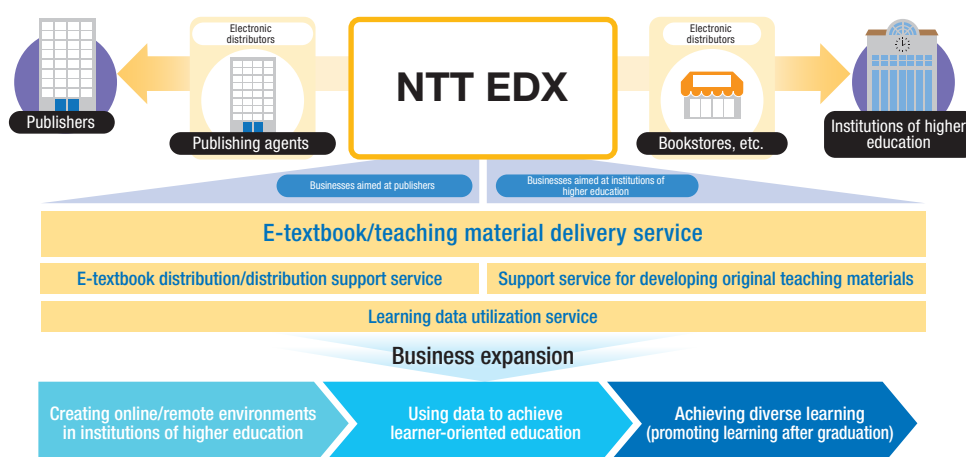 Electronic
distributors
NTT EDX
Electronic
distributors
Publishers
Publishing agents
Bookstores, etc.
Institutions of higher
education
Businesses aimed at publishers
Businesses aimed at institutions of
higher education
E-textbook/teaching material delivery service
E-textbook distribution/distribution support service
Support service for developing original teaching materials
Learning data utilization service
Business expansion
Creating online/remote environments
in institutions of higher education
Using data to achieve
learner-oriented education
Achieving diverse learning
(promoting learning after graduation)